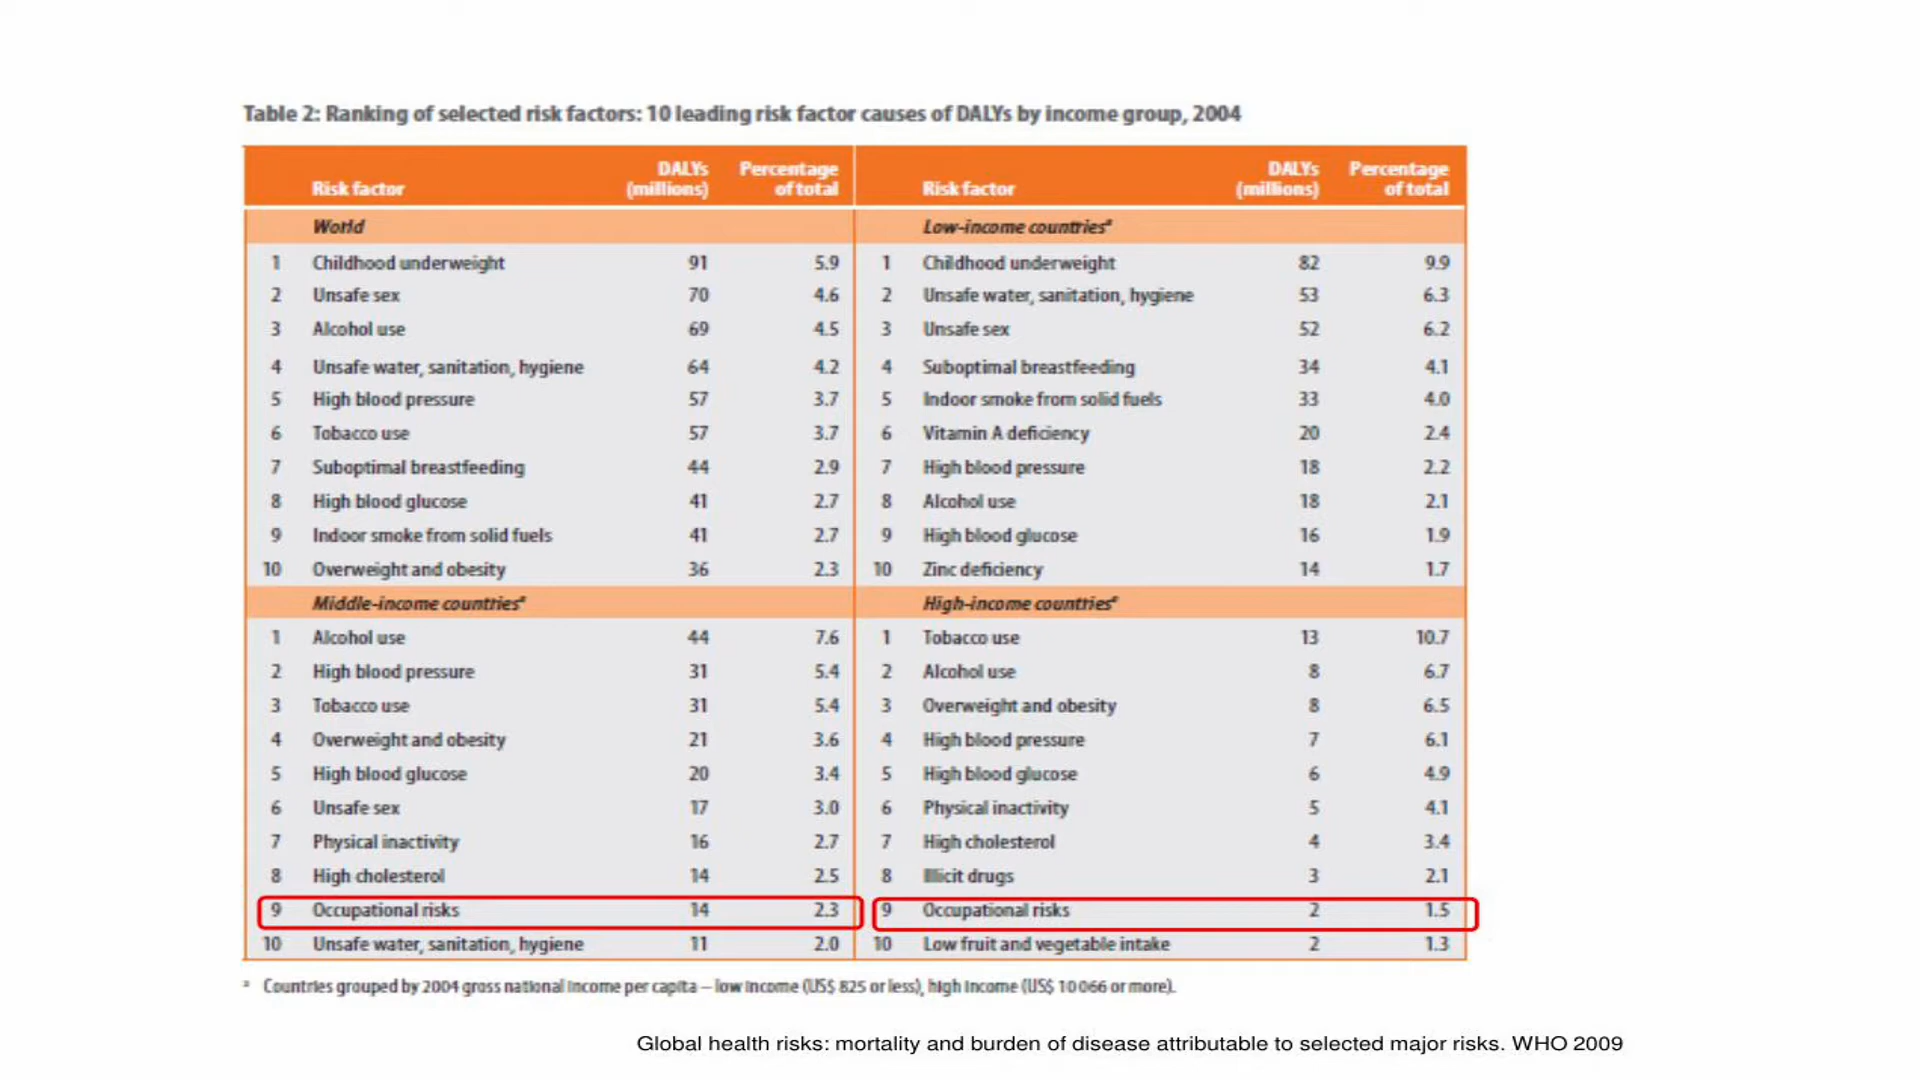 Table 2: Ranking of selected risk factors: 10 leading risk factor causes of DALYs by income group, 2004
Risk factor DALYs (millions) Percentage of total Risk factor DALYs (millions) Percentage of total
World Low-income countriesª
1 Childhood underweight 91 5.9 1 Childhood underweight 82 9.9
2 Unsafe sex 70 4.6 2 Unsafe water, sanitation, hygiene 53 6.3
3 Alcohol use 69 4.5 3 Unsafe sex 52 6.2
4 Unsafe water, sanitation, hygiene 64 4.2 4 Suboptimal breastfeeding 34 4.1
5 High blood pressure 57 3.7 5 Indoor smoke from solid fuels 33 4.0
6 Tobacco use 57 3.7 6 Vitamin A deficiency 20 2.4
7 Suboptimal breastfeeding 44 2.9 7 High blood pressure 18 2.2
8 High blood glucose 41 2.7 8 Alcohol use 18 2.1
9 Indoor smoke from solid fuels 41 2.7 9 High blood glucose 16 1.9
10 Overweight and obesity 36 2.3 10 Zinc deficiency 14 1.7
Middle-income countriesª High-income countriesª
1 Alcohol use 44 7.6 1 Tobacco use 13 10.7
2 High blood pressure 31 5.4 2 Alcohol use 8 6.7
3 Tobacco use 31 5.4 3 Overweight and obesity 8 6.5
4 Overweight and obesity 21 3.6 4 High blood pressure 7 6.1
5 High blood glucose 20 3.4 5 High blood glucose 6 4.9
6 Unsafe sex 17 3.0 6 Physical inactivity 5 4.1
7 Physical inactivity 16 2.7 7 High cholesterol 4 3.4
8 High cholesterol 14 2.5 8 Illicit drugs 3 2.1
9 Occupational risks 14 2.3 9 Occupational risks 2 1.5
10 Unsafe water, sanitation, hygiene 11 2.0 10 Low fruit and vegetable intake 2 1.3
ª Countries grouped by 2004 gross national income per capita – low income (US$ 825 or less), high income (US$ 10 066 or more).
Global health risks: mortality and burden of disease attributable to selected major risks. WHO 2009